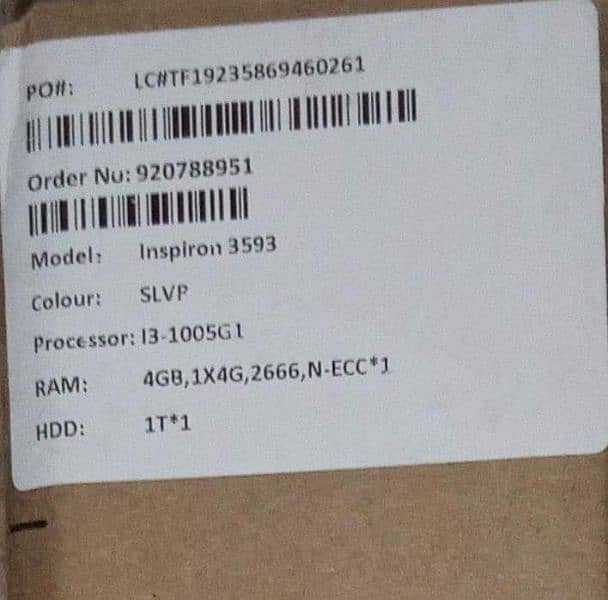 PO#: LC#TF19235869460261
Order No: 920788951
Model: Inspiron 3593
Colour: SLVP
Processor: I3-1005G1
RAM: 4GB,1X4G,2666,N-ECC*1
HDD: 1T*1